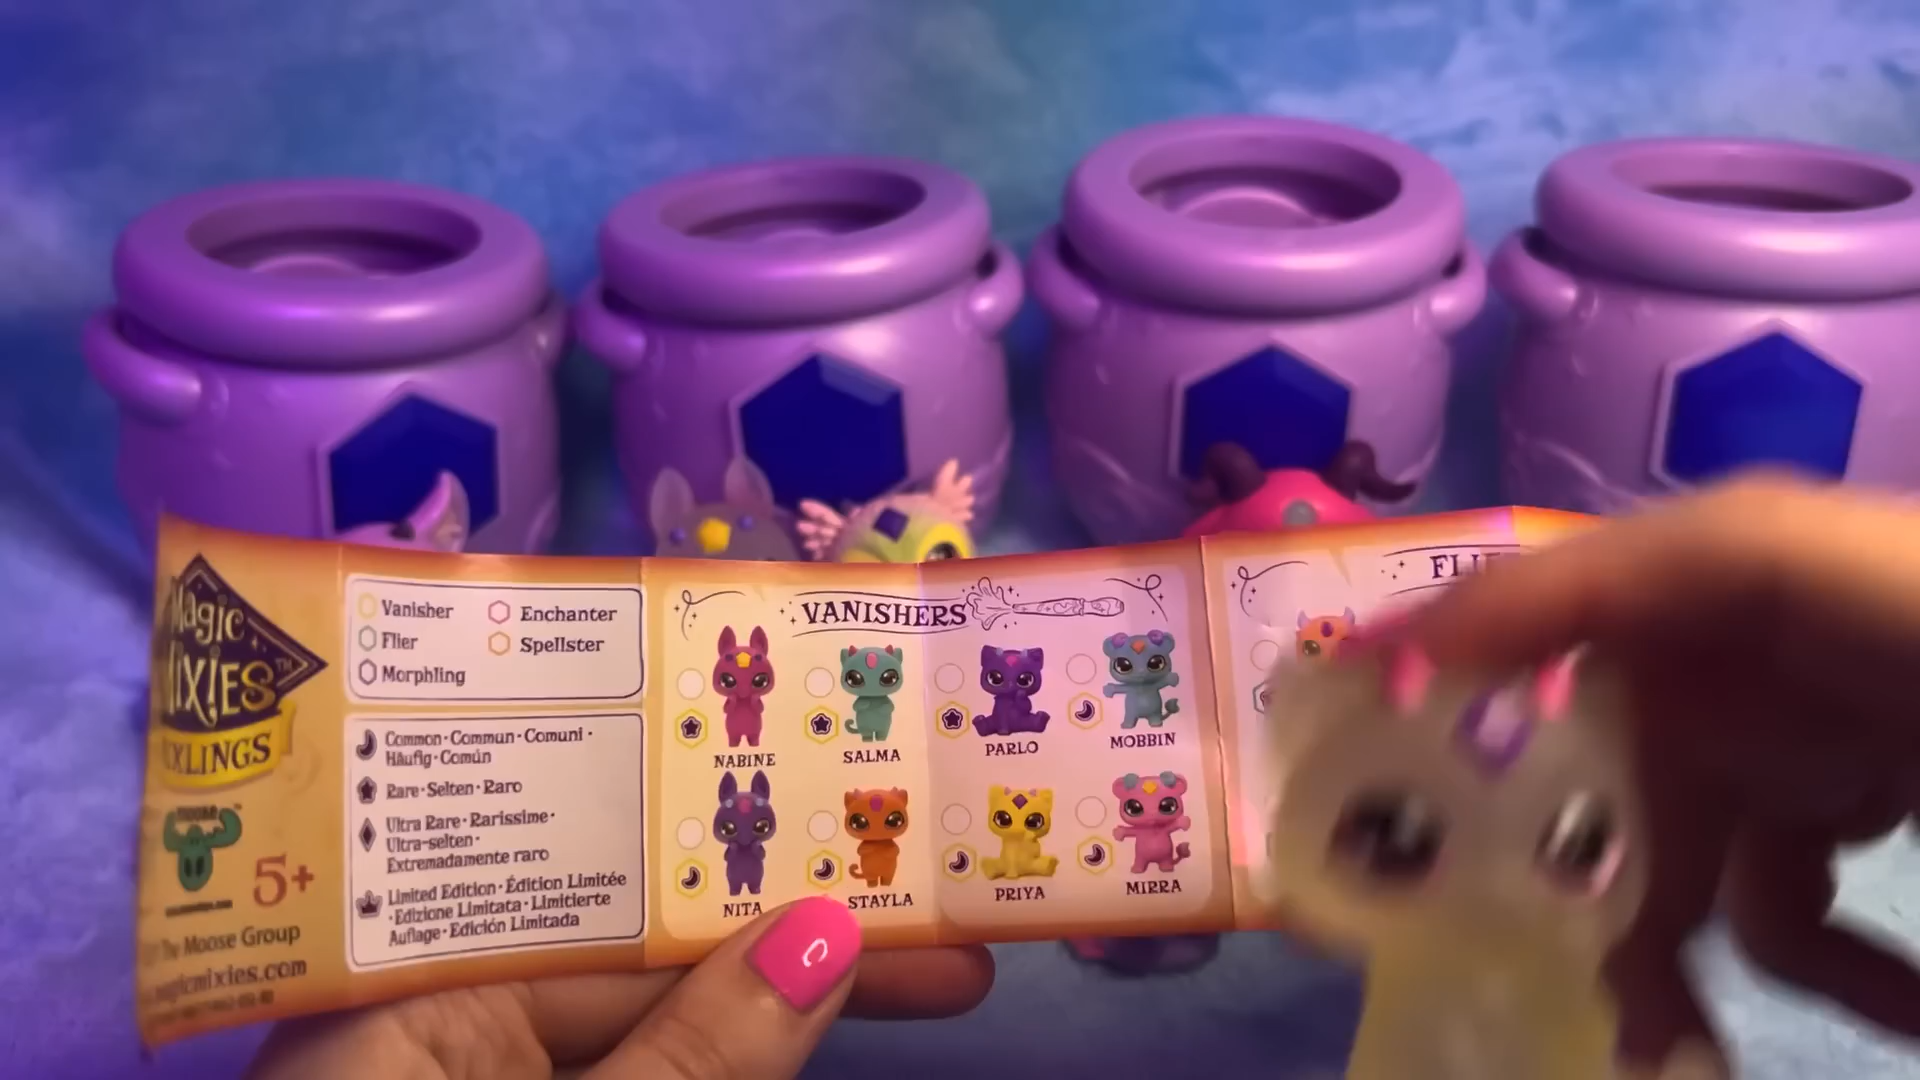 Magic
MIXIES™
5+
The Moose Group
magicmixies.com
Vanisher
Enchanter
Flier
Spellster
Morphling
Common · Commun · Comuni ·
Häufig · Común
Rare · Selten · Raro
Ultra Rare · Rarissime ·
Ultra-selten ·
Extremadamente raro
Limited Edition · Édition Limitée
· Edizione Limitata · Limitierte
Auflage · Edición Limitada
VANISHERS
NABINE
SALMA
PARLO
MOBBIN
NITA
STAYLA
PRIYA
MIRRA